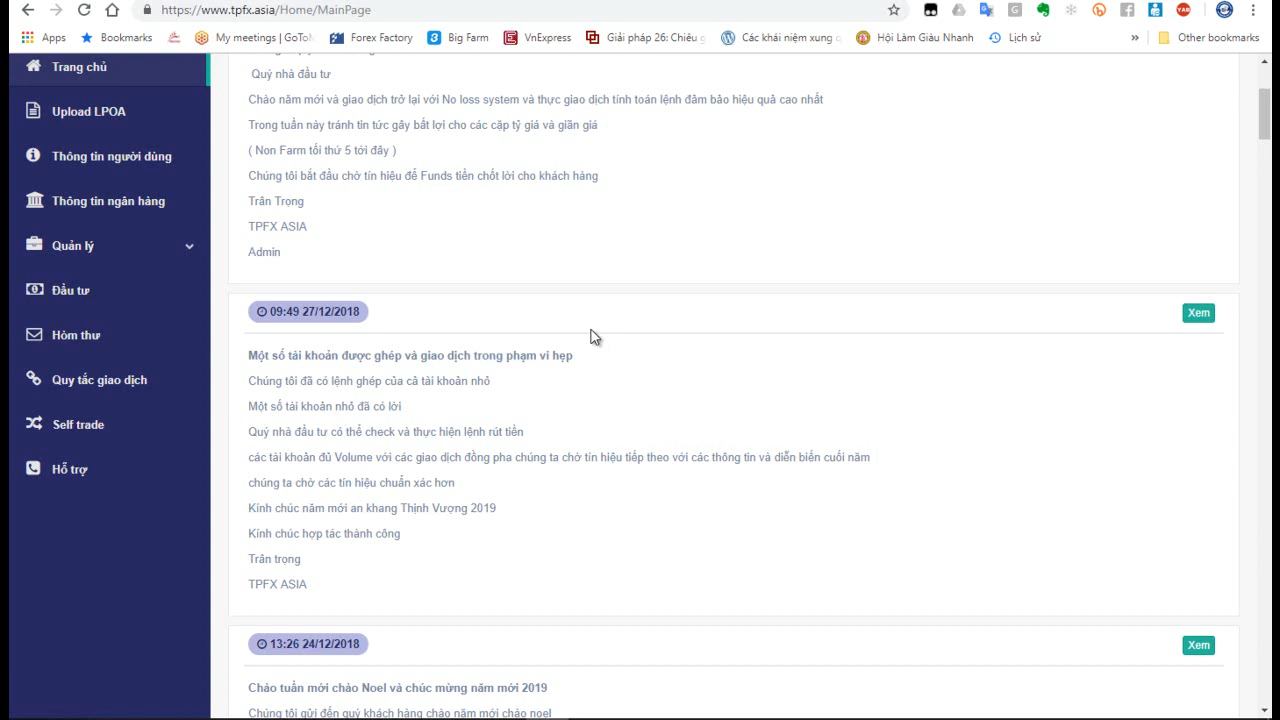 https://www.tpfx.asia/Home/MainPage
Apps
Bookmarks
My meetings | GoTo
Forex Factory
Big Farm
VnExpress
Giải pháp 26: Chiêu
Các khái niệm xung
Hội Làm Giàu Nhanh
Lịch sử
»
Other bookmarks
Trang chủ
Upload LPOA
Thông tin người dùng
Thông tin ngân hàng
Quản lý
Đầu tư
Hòm thư
Quy tắc giao dịch
Self trade
Hỗ trợ
Quý nhà đầu tư
Chào năm mới và giao dịch trở lại với No loss system và thực giao dịch tính toán lệnh đảm bảo hiệu quả cao nhất
Trong tuần này tránh tin tức gây bất lợi cho các cặp tỷ giá và giãn giá
( Non Farm tối thứ 5 tới đây )
Chúng tôi bắt đầu chờ tín hiệu để Funds tiền chốt lời cho khách hàng
Trân Trọng
TPFX ASIA
Admin
09:49 27/12/2018
Xem
Một số tài khoản được ghép và giao dịch trong phạm vi hẹp
Chúng tôi đã có lệnh ghép của cả tài khoản nhỏ
Một số tài khoản nhỏ đã có lời
Quý nhà đầu tư có thể check và thực hiện lệnh rút tiền
các tài khoản đủ Volume với các giao dịch đồng pha chúng ta chờ tín hiệu tiếp theo với các thông tin và diễn biến cuối năm
chúng ta chờ các tín hiệu chuẩn xác hơn
Kính chúc năm mới an khang Thịnh Vượng 2019
Kính chúc hợp tác thành công
Trân trọng
TPFX ASIA
13:26 24/12/2018
Xem
Chào tuần mới chào Noel và chúc mừng năm mới 2019
Chúng tôi gửi đến quý khách hàng chào năm mới chào noel